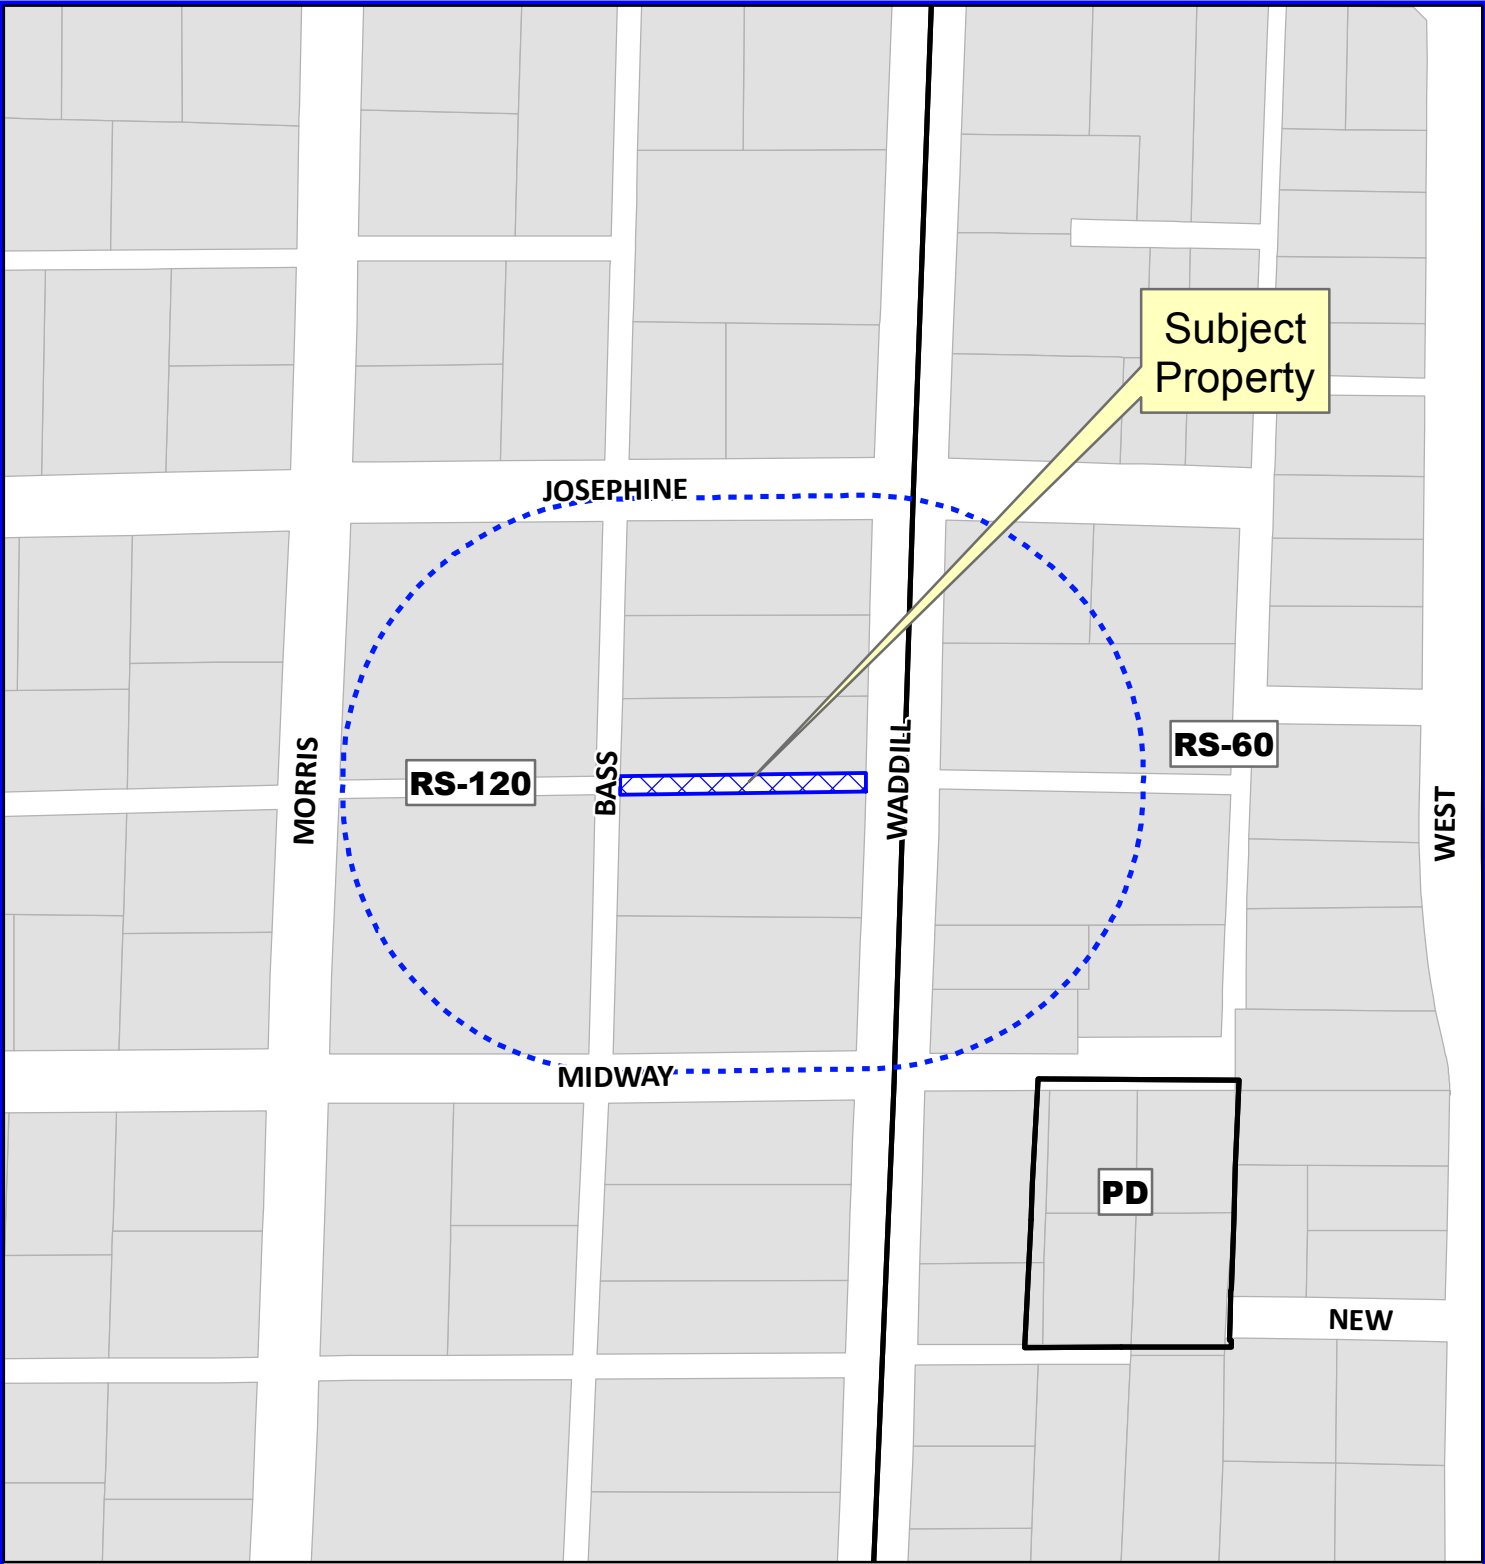 Subject
Property
JOSEPHINE
RS-60
MORRIS
RS-120
BASS
WADDILL
WEST
MIDWAY
PD
NEW